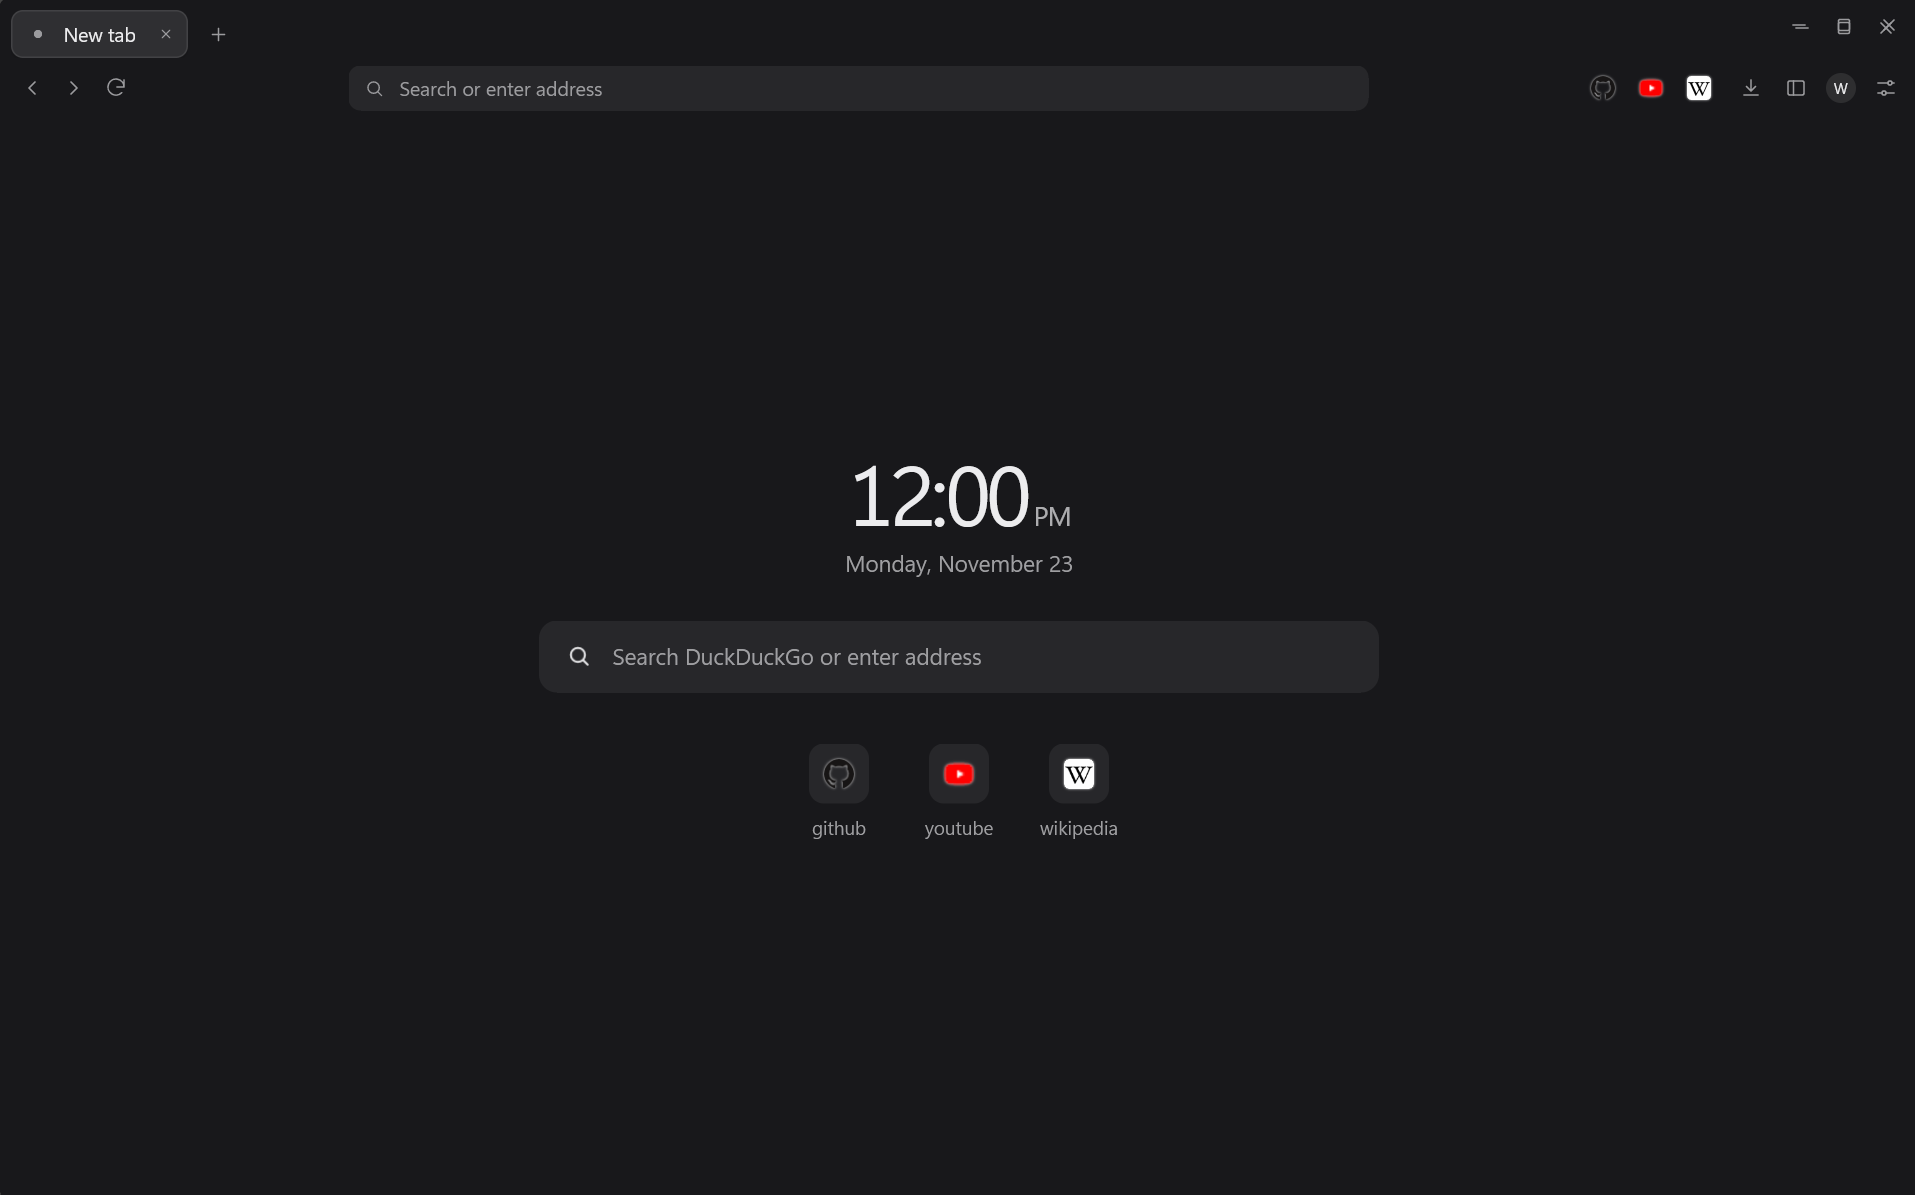 New tab
Search or enter address
W
W
12:00 PM
Monday, November 23
Search DuckDuckGo or enter address
W
github
youtube
wikipedia